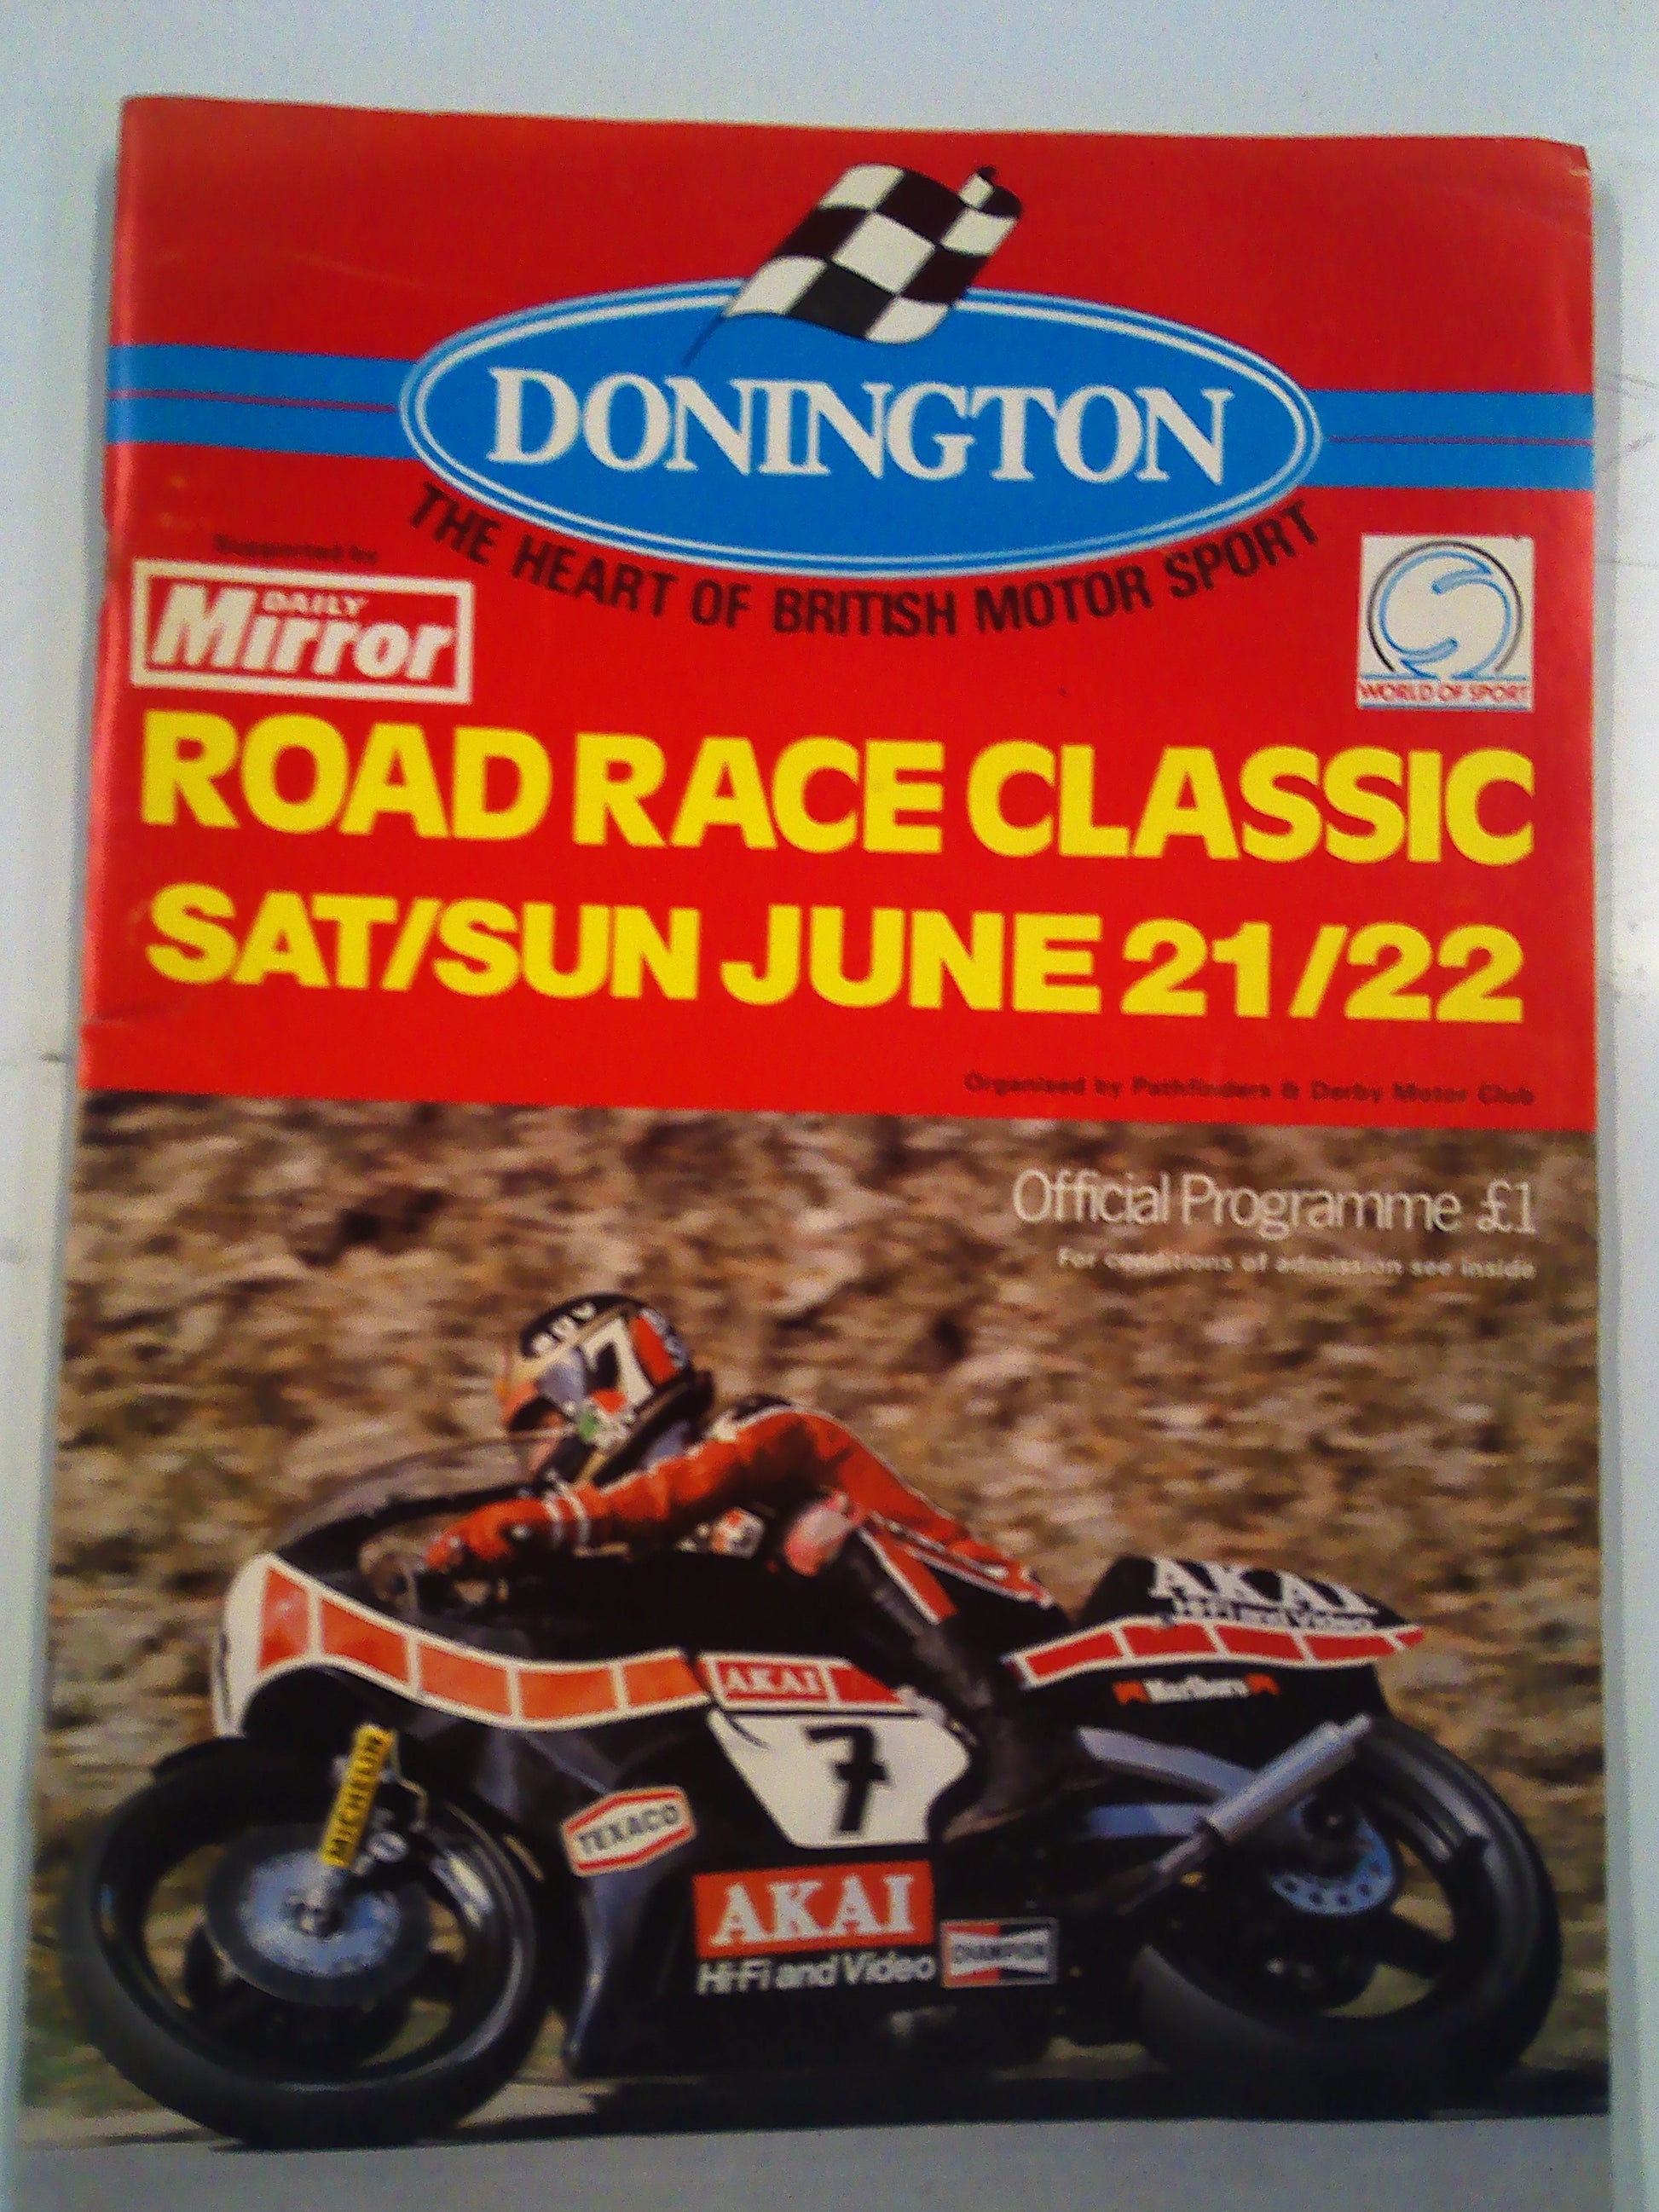 DONINGTON
THE HEART OF BRITISH MOTOR SPORT
Supported by
DAILY
Mirror
WORLD OF SPORT
ROAD RACE CLASSIC
SAT/SUN JUNE 21/22
Organised by Pathfinders & Derby Motor Club
Official Programme £1
For conditions of admission see inside
7
AKAI
Hi-Fi and Video
AKAI
Marlboro
7
MICHELIN
TEXACO
AKAI
Hi-Fi and Video
CHAMPION